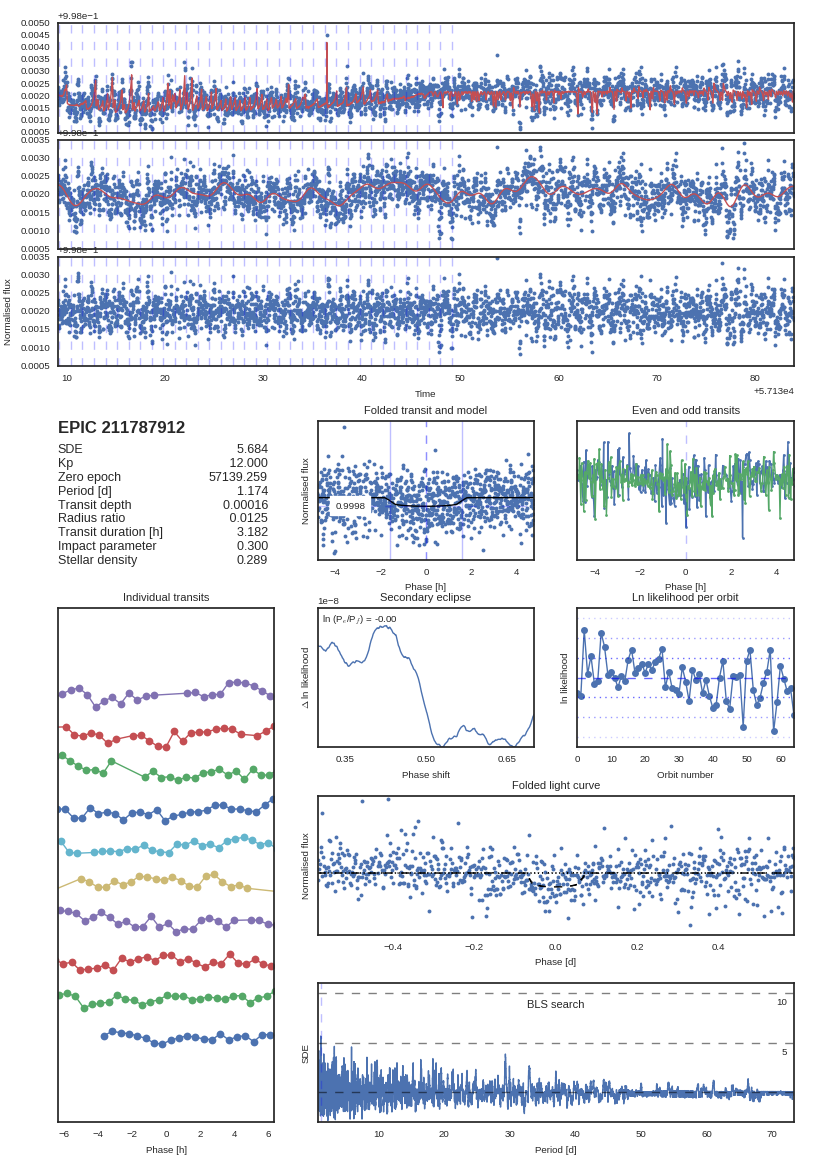 +9.98e−1
0.0050
0.0045
0.0040
0.0035
0.0030
0.0025
0.0020
0.0015
0.0010
0.0005
+9.98e−1
0.0035
0.0030
0.0025
0.0020
0.0015
0.0010
0.0005
+9.98e−1
0.0035
0.0030
0.0025
0.0020
0.0015
0.0010
0.0005
Normalised flux
10 20 30 40 50 60 70 80
Time
+5.713e4
EPIC 211787912
SDE 5.684
Kp 12.000
Zero epoch 57139.259
Period [d] 1.174
Transit depth 0.00016
Radius ratio 0.0125
Transit duration [h] 3.182
Impact parameter 0.300
Stellar density 0.289
Folded transit and model
Normalised flux
0.9998
−4 −2 0 2 4
Phase [h]
Even and odd transits
−4 −2 0 2 4
Phase [h]
Individual transits
−6 −4 −2 0 2 4 6
Phase [h]
Secondary eclipse
1e−8
Δ ln likelihood
0.35 0.50 0.65
Phase shift
Ln likelihood per orbit
ln likelihood
0 10 20 30 40 50 60
Orbit number
Folded light curve
Normalised flux
−0.4 −0.2 0.0 0.2 0.4
Phase [d]
BLS search
10
5
SDE
10 20 30 40 50 60 70
Period [d]